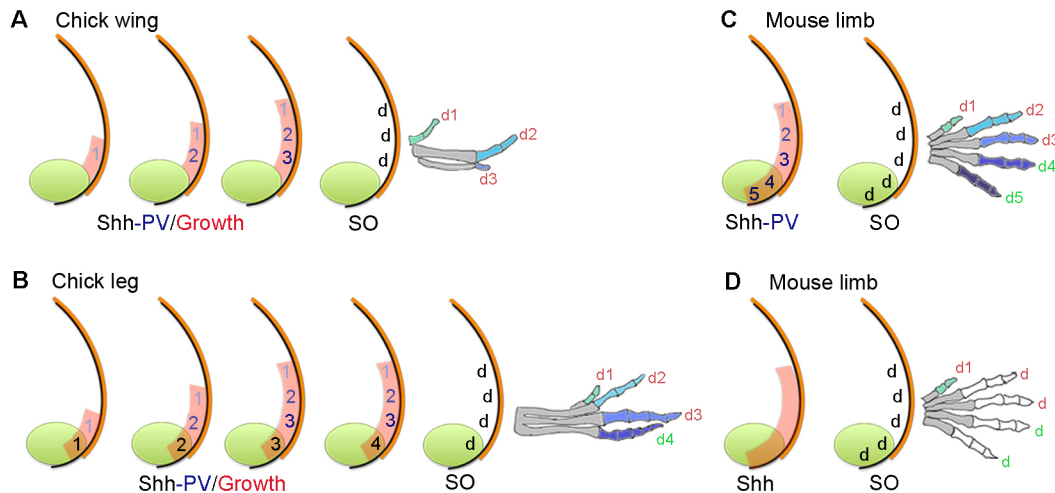 A Chick wing
1
1
2
1
2
3
d
d
d
d1
d2
d3
Shh-PV/Growth
SO
B Chick leg
1
1
1
2
2
1
2
3
3
1
2
3
4
d
d
d
d
d1
d2
d3
d4
Shh-PV/Growth
SO
C Mouse limb
1
2
3
4
5
d
d
d
d
d
d1
d2
d3
d4
d5
Shh-PV
SO
D Mouse limb
d
d
d
d
d
d1
d
d
d
d
Shh
SO